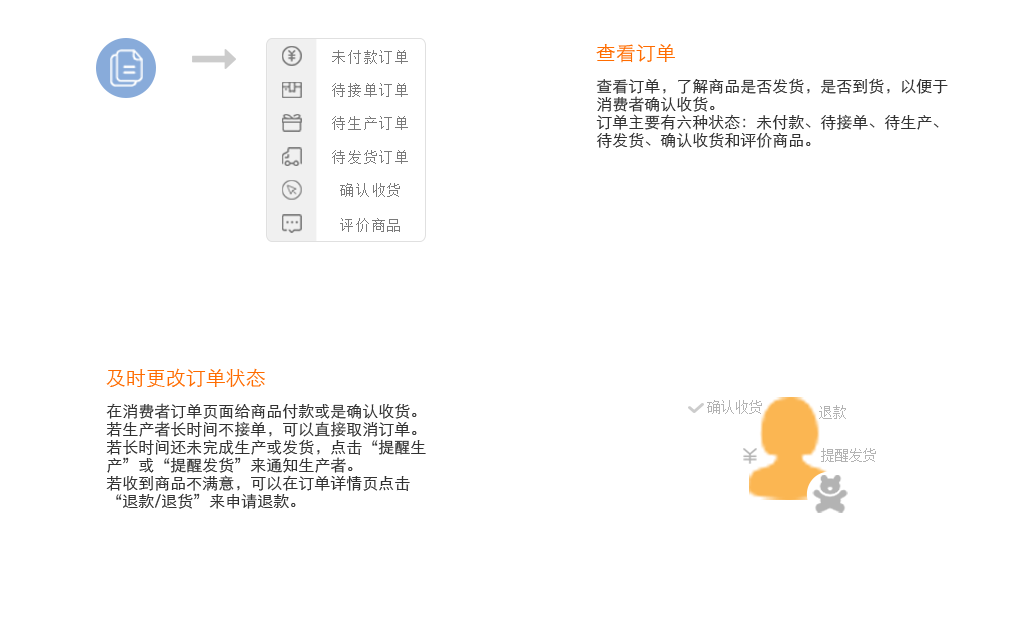 未付款订单
待接单订单
待生产订单
待发货订单
确认收货
评价商品
查看订单
查看订单，了解商品是否发货，是否到货，以便于
消费者确认收货。
订单主要有六种状态：未付款、待接单、待生产、
待发货、确认收货和评价商品。
及时更改订单状态
在消费者订单页面给商品付款或是确认收货。
若生产者长时间不接单，可以直接取消订单。
若长时间还未完成生产或发货，点击“提醒生
产”或“提醒发货”来通知生产者。
若收到商品不满意，可以在订单详情页点击
“退款/退货”来申请退款。
确认收货
退款
提醒发货